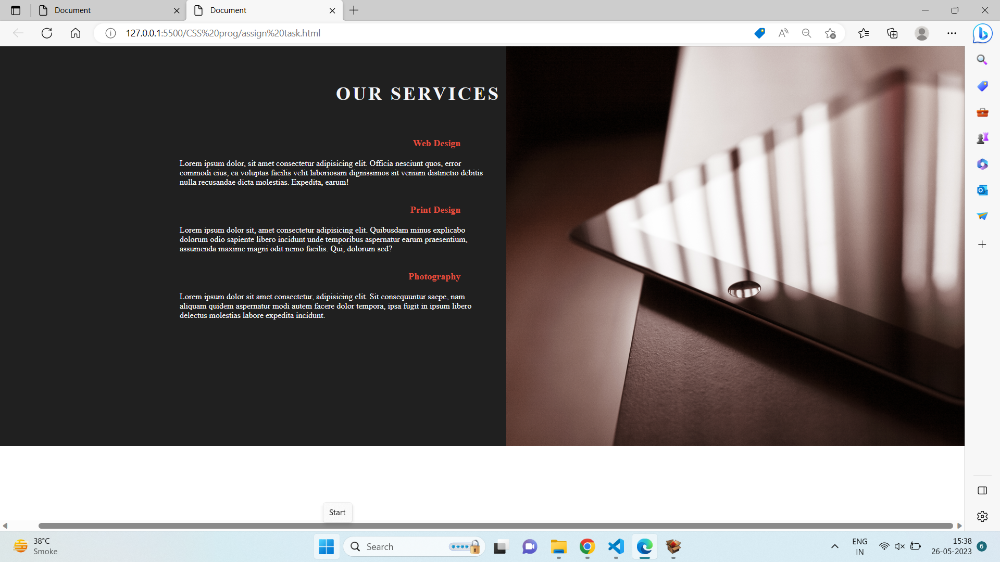 Document
Document
127.0.0.1:5500/CSS%20prog/assign%20task.html
OUR SERVICES
Web Design
Lorem ipsum dolor, sit amet consectetur adipisicing elit. Officia nesciunt quos, error
commodi eius, ea voluptas facilis velit laboriosam dignissimos sit veniam distinctio debitis
nulla recusandae dicta molestias. Expedita, earum!
Print Design
Lorem ipsum dolor sit, amet consectetur adipisicing elit. Quibusdam minus explicabo
dolorum odio sapiente libero incidunt unde temporibus aspernatur earum praesentium,
assumenda maxime magni odit nemo facilis. Qui, dolorum sed?
Photography
Lorem ipsum dolor sit amet consectetur, adipisicing elit. Sit consequuntur saepe, nam
aliquam quidem aspernatur modi autem facere dolor tempora, ipsa fugit in ipsum libero
delectus molestias labore expedita incidunt.
Start
38°C
Smoke
Search
ENG
IN
15:38
26-05-2023
6